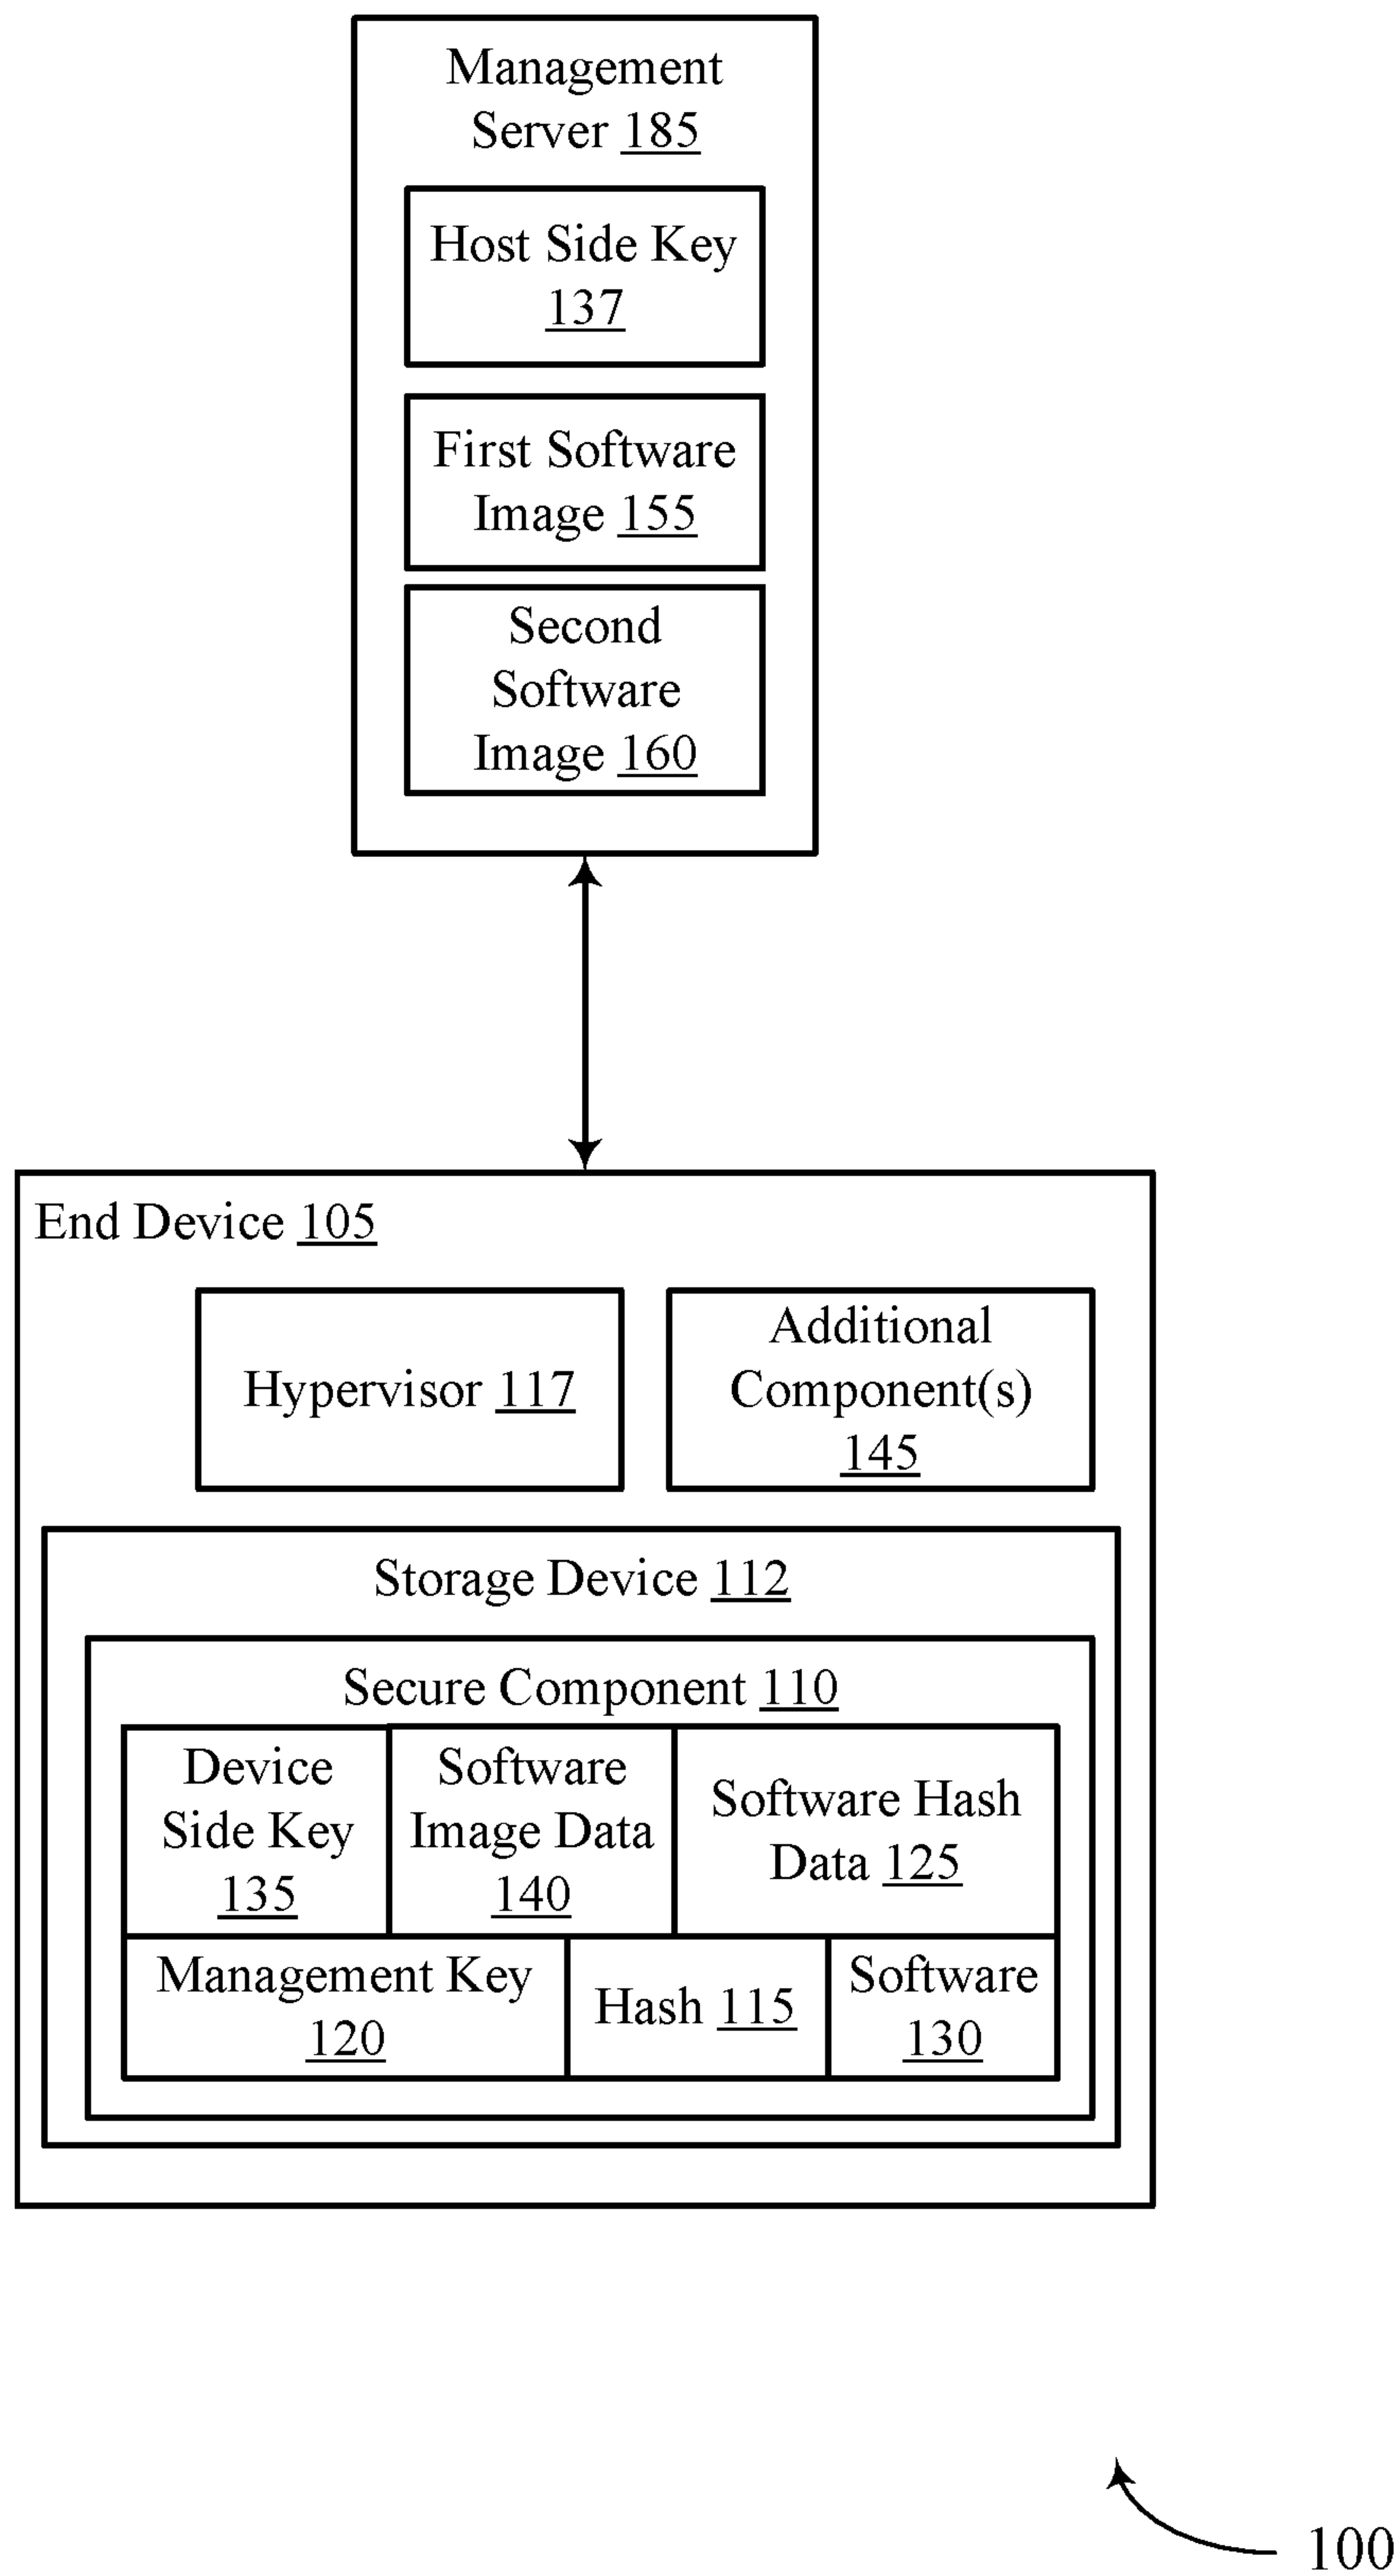 Management
Server 185
Host Side Key
137
First Software
Image 155
Second
Software
Image 160
End Device 105
Hypervisor 117
Additional
Component(s)
145
Storage Device 112
Secure Component 110
Device
Side Key
135
Software
Image Data
140
Software Hash
Data 125
Management Key
120
Hash 115
Software
130
100